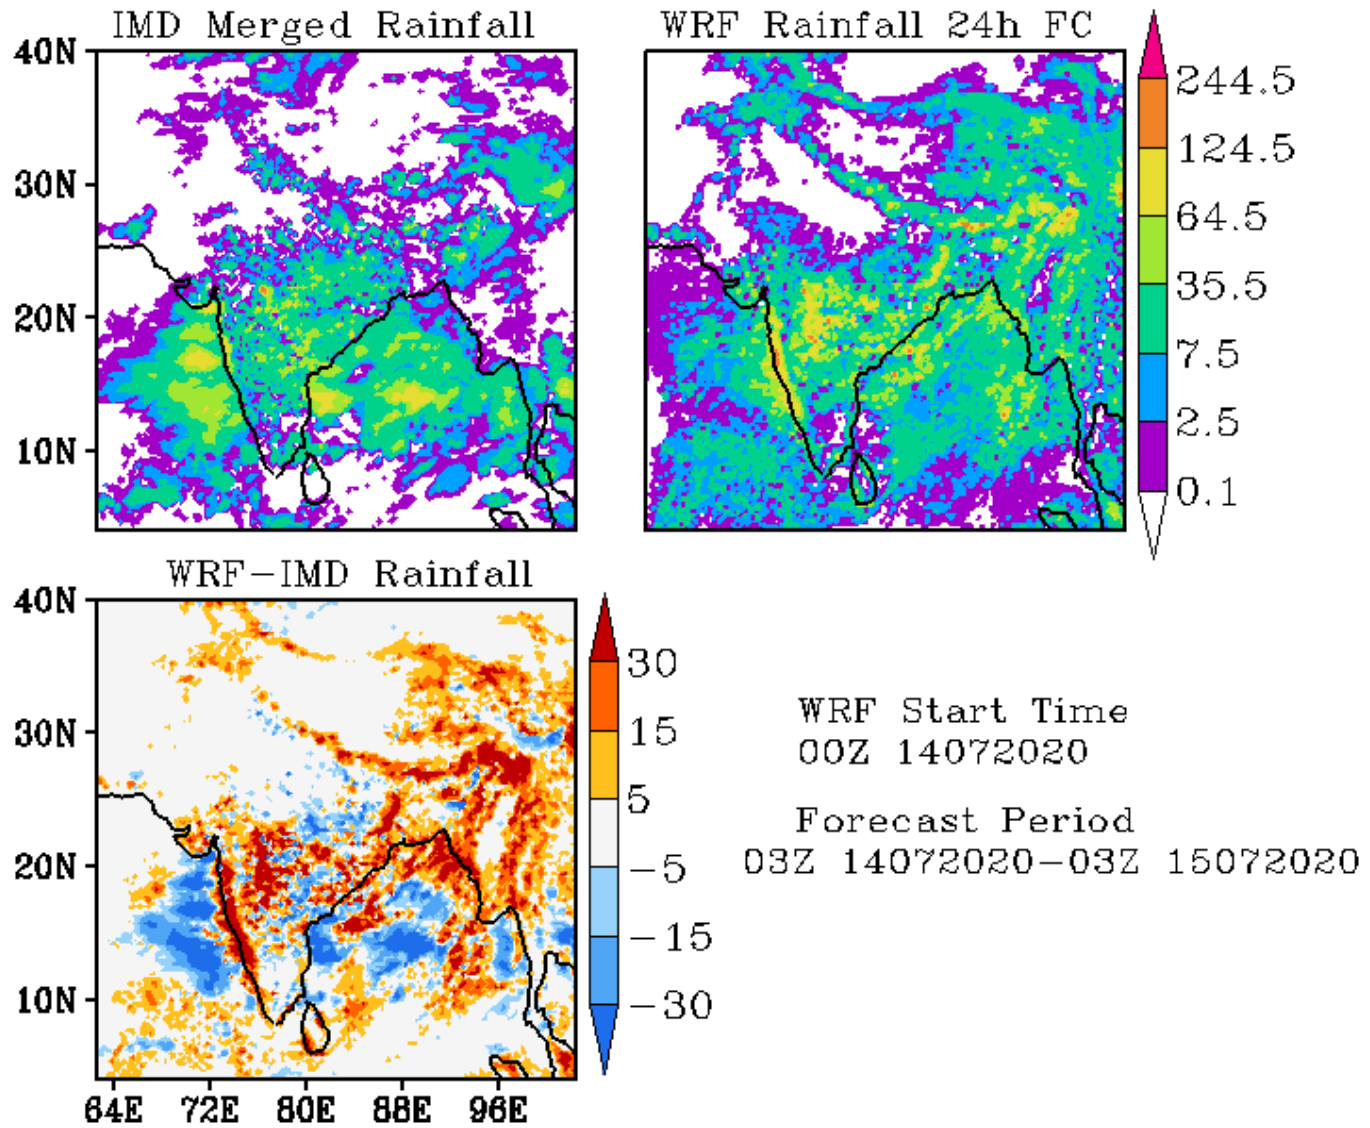 IMD Merged Rainfall
WRF Rainfall 24h FC
40N
30N
20N
10N
244.5
124.5
64.5
35.5
7.5
2.5
0.1
WRF-IMD Rainfall
40N
30N
20N
10N
64E 72E 80E 88E 96E
30
15
5
-5
-15
-30
WRF Start Time
00Z 14072020
Forecast Period
03Z 14072020-03Z 15072020